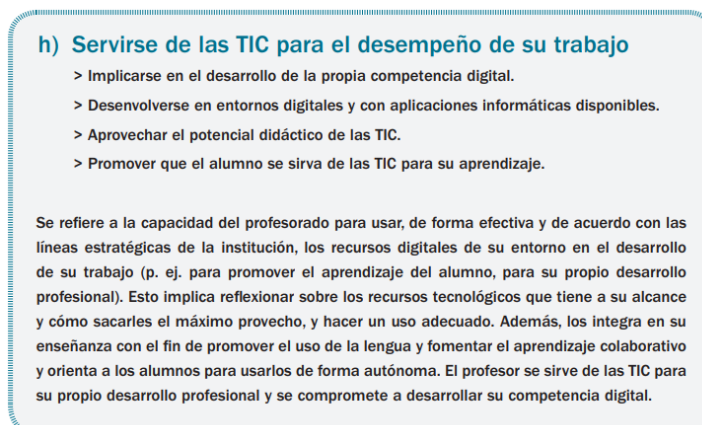 h) Servirse de las TIC para el desempeño de su trabajo
> Implicarse en el desarrollo de la propia competencia digital.
> Desenvolverse en entornos digitales y con aplicaciones informáticas disponibles.
> Aprovechar el potencial didáctico de las TIC.
> Promover que el alumno se sirva de las TIC para su aprendizaje.
Se refiere a la capacidad del profesorado para usar, de forma efectiva y de acuerdo con las
líneas estratégicas de la institución, los recursos digitales de su entorno en el desarrollo
de su trabajo (p. ej. para promover el aprendizaje del alumno, para su propio desarrollo
profesional). Esto implica reflexionar sobre los recursos tecnológicos que tiene a su alcance
y cómo sacarles el máximo provecho, y hacer un uso adecuado. Además, los integra en su
enseñanza con el fin de promover el uso de la lengua y fomentar el aprendizaje colaborativo
y orienta a los alumnos para usarlos de forma autónoma. El profesor se sirve de las TIC para
su propio desarrollo profesional y se compromete a desarrollar su competencia digital.